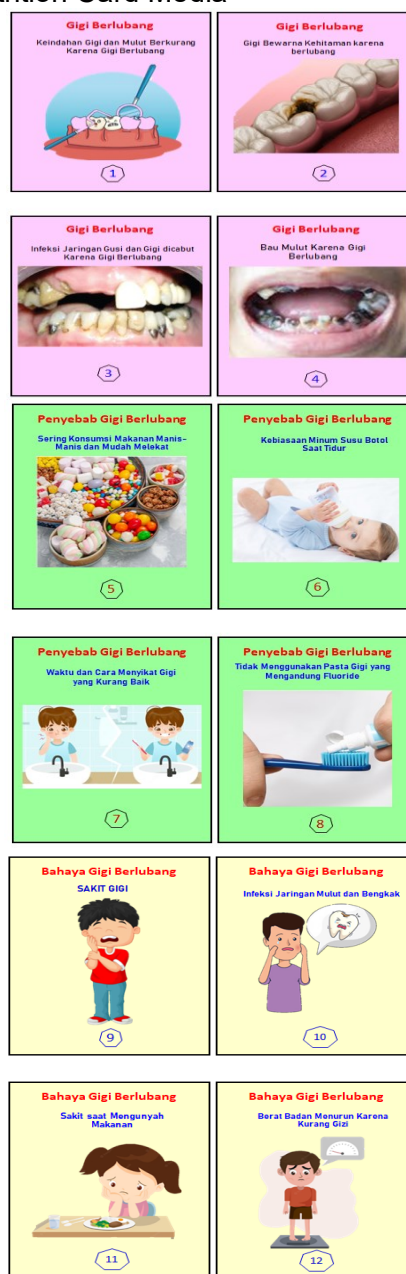 Gigi Berlubang
Keindahan Gigi dan Mulut Berkurang
Karena Gigi Berlubang
1
Gigi Berlubang
Gigi Bewarna Kehitaman karena
berlubang
2
Gigi Berlubang
Infeksi Jaringan Gusi dan Gigi dicabut
Karena Gigi Berlubang
3
Gigi Berlubang
Bau Mulut Karena Gigi
Berlubang
4
Penyebab Gigi Berlubang
Sering Konsumsi Makanan Manis-
Manis dan Mudah Melekat
5
Penyebab Gigi Berlubang
Kebiasaan Minum Susu Botol
Saat Tidur
6
Penyebab Gigi Berlubang
Waktu dan Cara Menyikat Gigi
yang Kurang Baik
7
Penyebab Gigi Berlubang
Tidak Menggunakan Pasta Gigi yang
Mengandung Fluoride
8
Bahaya Gigi Berlubang
SAKIT GIGI
9
Bahaya Gigi Berlubang
Infeksi Jaringan Mulut dan Bengkak
10
Bahaya Gigi Berlubang
Sakit saat Mengunyah
Makanan
11
Bahaya Gigi Berlubang
Berat Badan Menurun Karena
Kurang Gizi
12